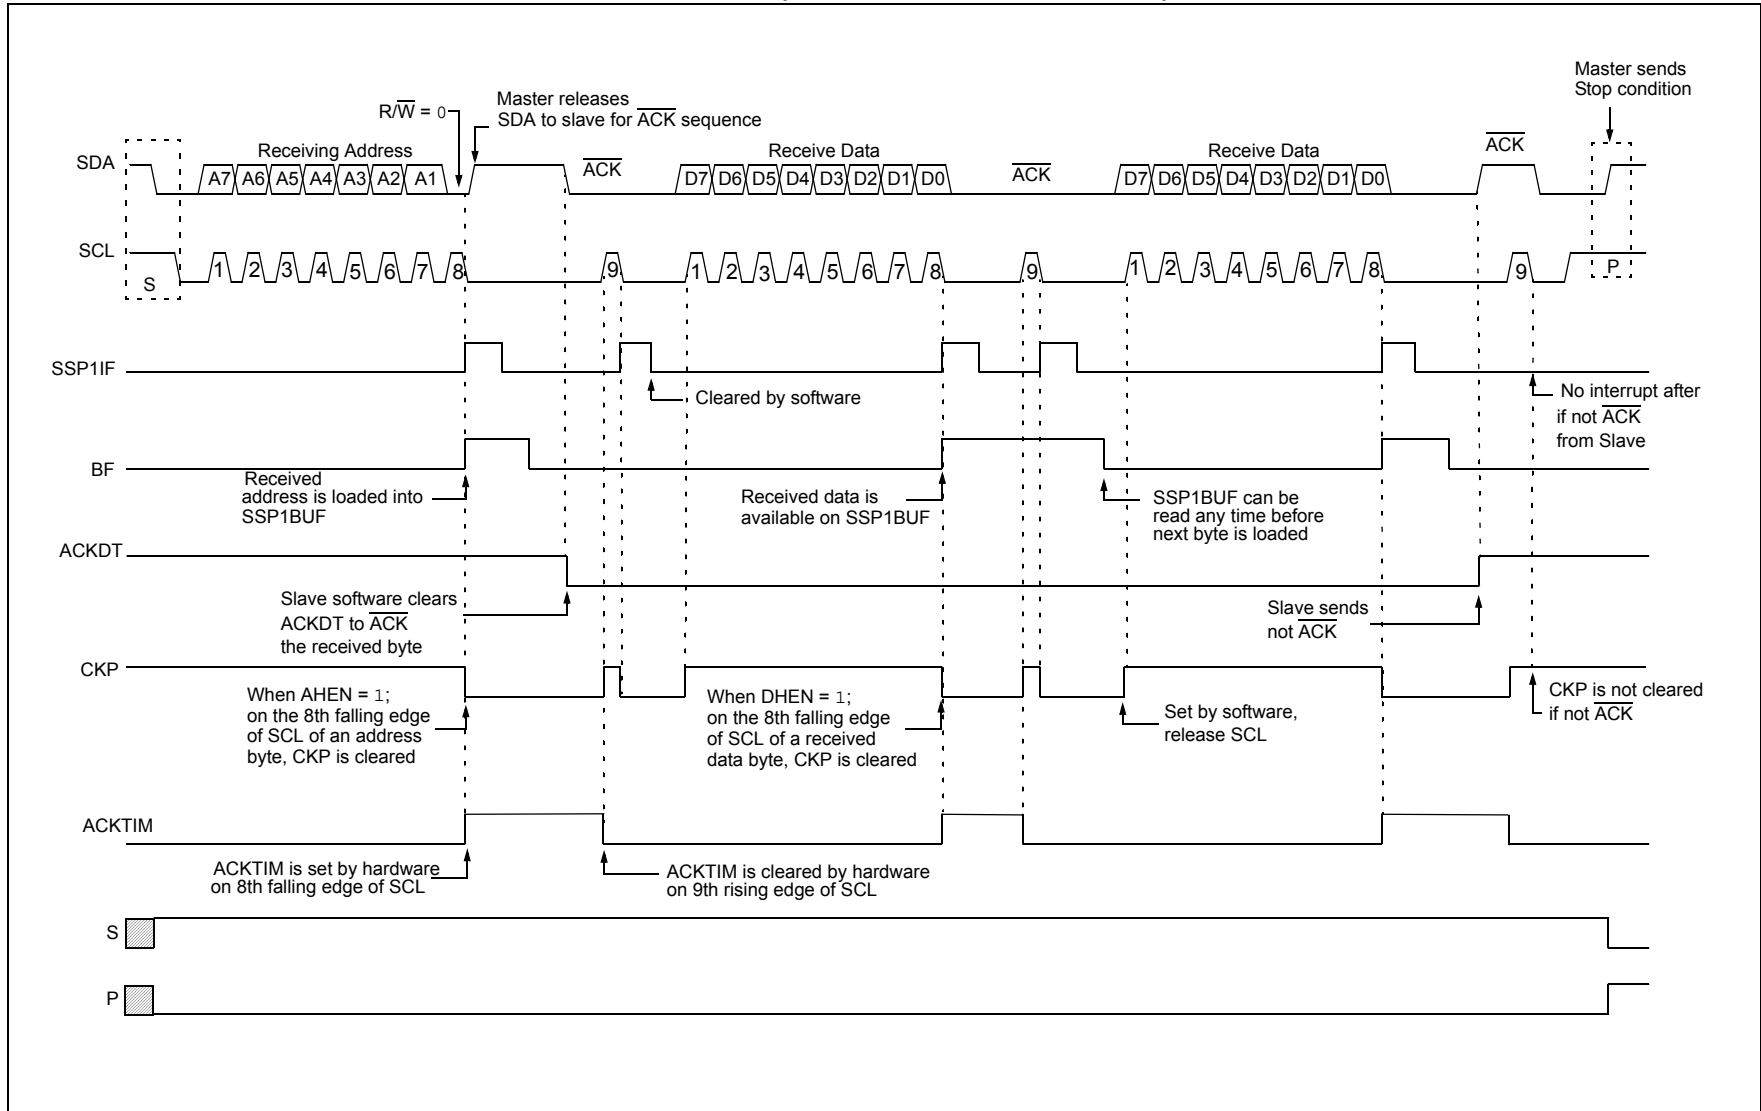 Master sends
Stop condition
R/W = 0
Master releases
SDA to slave for ACK sequence
SDA
Receiving Address
ACK
Receive Data
ACK
Receive Data
ACK
A7 A6 A5 A4 A3 A2 A1
D7 D6 D5 D4 D3 D2 D1 D0
D7 D6 D5 D4 D3 D2 D1 D0
SCL
S
1 2 3 4 5 6 7 8
9
1 2 3 4 5 6 7 8
9
1 2 3 4 5 6 7 8
9
P
SSP1IF
Cleared by software
No interrupt after
if not ACK
from Slave
BF
Received
address is loaded into
SSP1BUF
Received data is
available on SSP1BUF
SSP1BUF can be
read any time before
next byte is loaded
ACKDT
Slave software clears
ACKDT to ACK
the received byte
Slave sends
not ACK
CKP
When AHEN = 1;
on the 8th falling edge
of SCL of an address
byte, CKP is cleared
When DHEN = 1;
on the 8th falling edge
of SCL of a received
data byte, CKP is cleared
Set by software,
release SCL
CKP is not cleared
if not ACK
ACKTIM
ACKTIM is set by hardware
on 8th falling edge of SCL
ACKTIM is cleared by hardware
on 9th rising edge of SCL
S
P